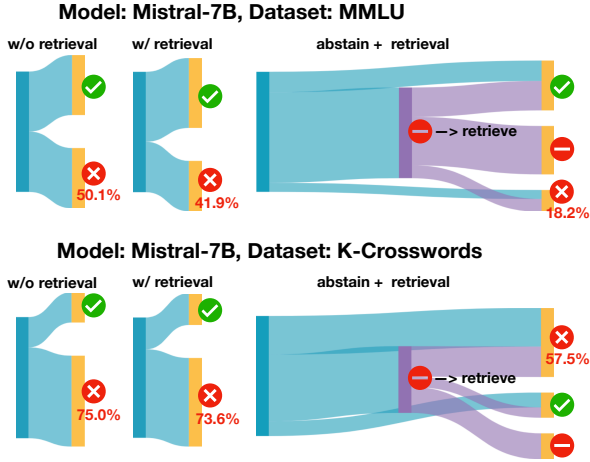 Model: Mistral-7B, Dataset: MMLU
w/o retrieval
w/ retrieval
abstain + retrieval
—> retrieve
50.1%
41.9%
18.2%
Model: Mistral-7B, Dataset: K-Crosswords
w/o retrieval
w/ retrieval
abstain + retrieval
57.5%
—> retrieve
75.0%
73.6%